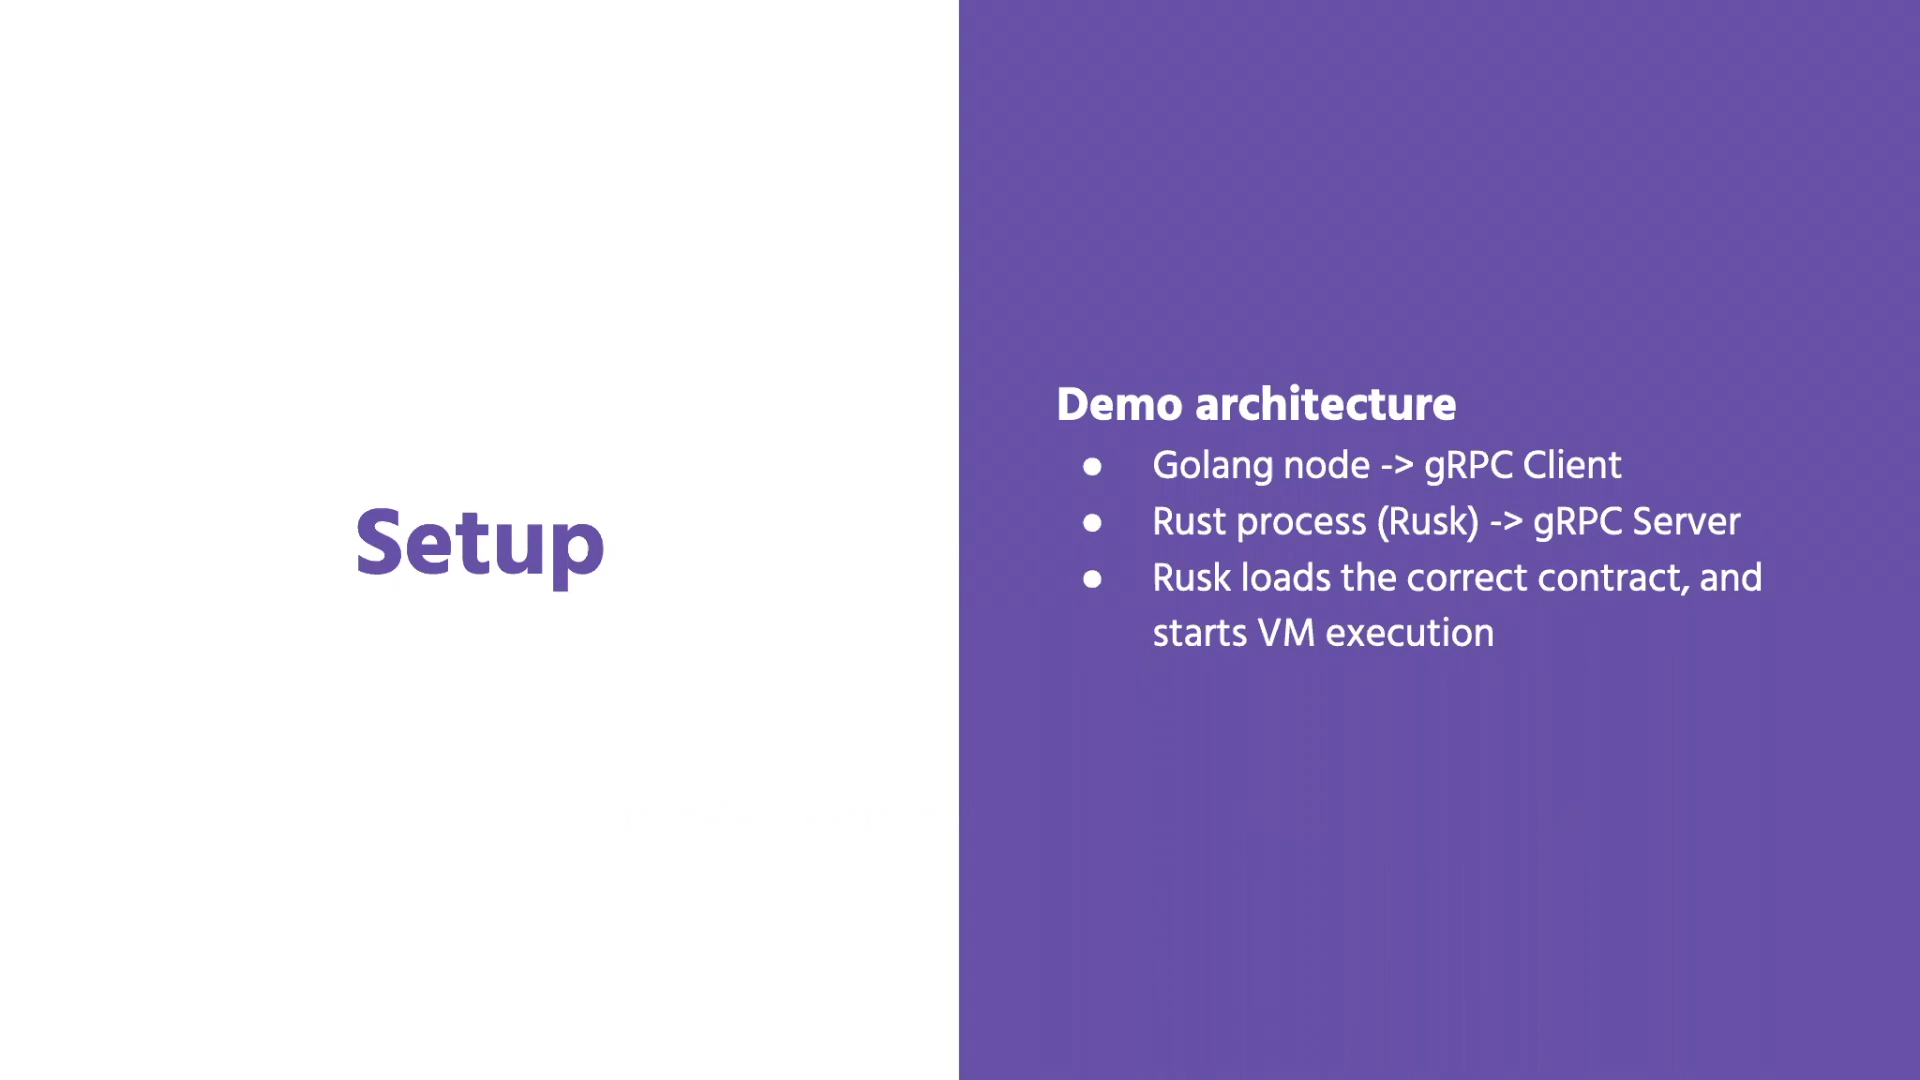 Setup
Demo architecture
● Golang node -> gRPC Client
● Rust process (Rusk) -> gRPC Server
● Rusk loads the correct contract, and
starts VM execution